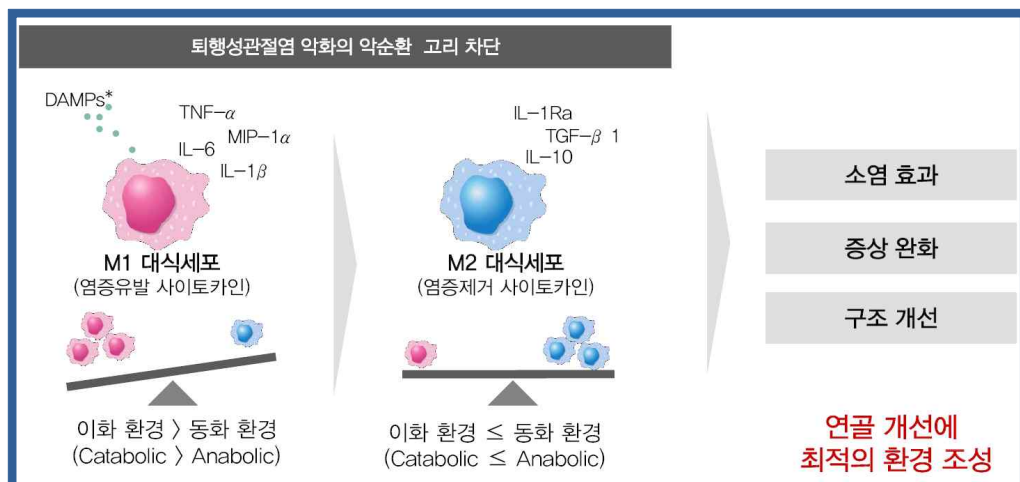 퇴행성관절염 악화의 악순환 고리 차단
DAMPs*
TNF-α
MIP-1α
IL-6
IL-1β
M1 대식세포
(염증유발 사이토카인)
이화 환경 > 동화 환경
(Catabolic > Anabolic)
IL-1Ra
TGF-β 1
IL-10
M2 대식세포
(염증제거 사이토카인)
이화 환경 ≤ 동화 환경
(Catabolic ≤ Anabolic)
소염 효과
증상 완화
구조 개선
연골 개선에
최적의 환경 조성